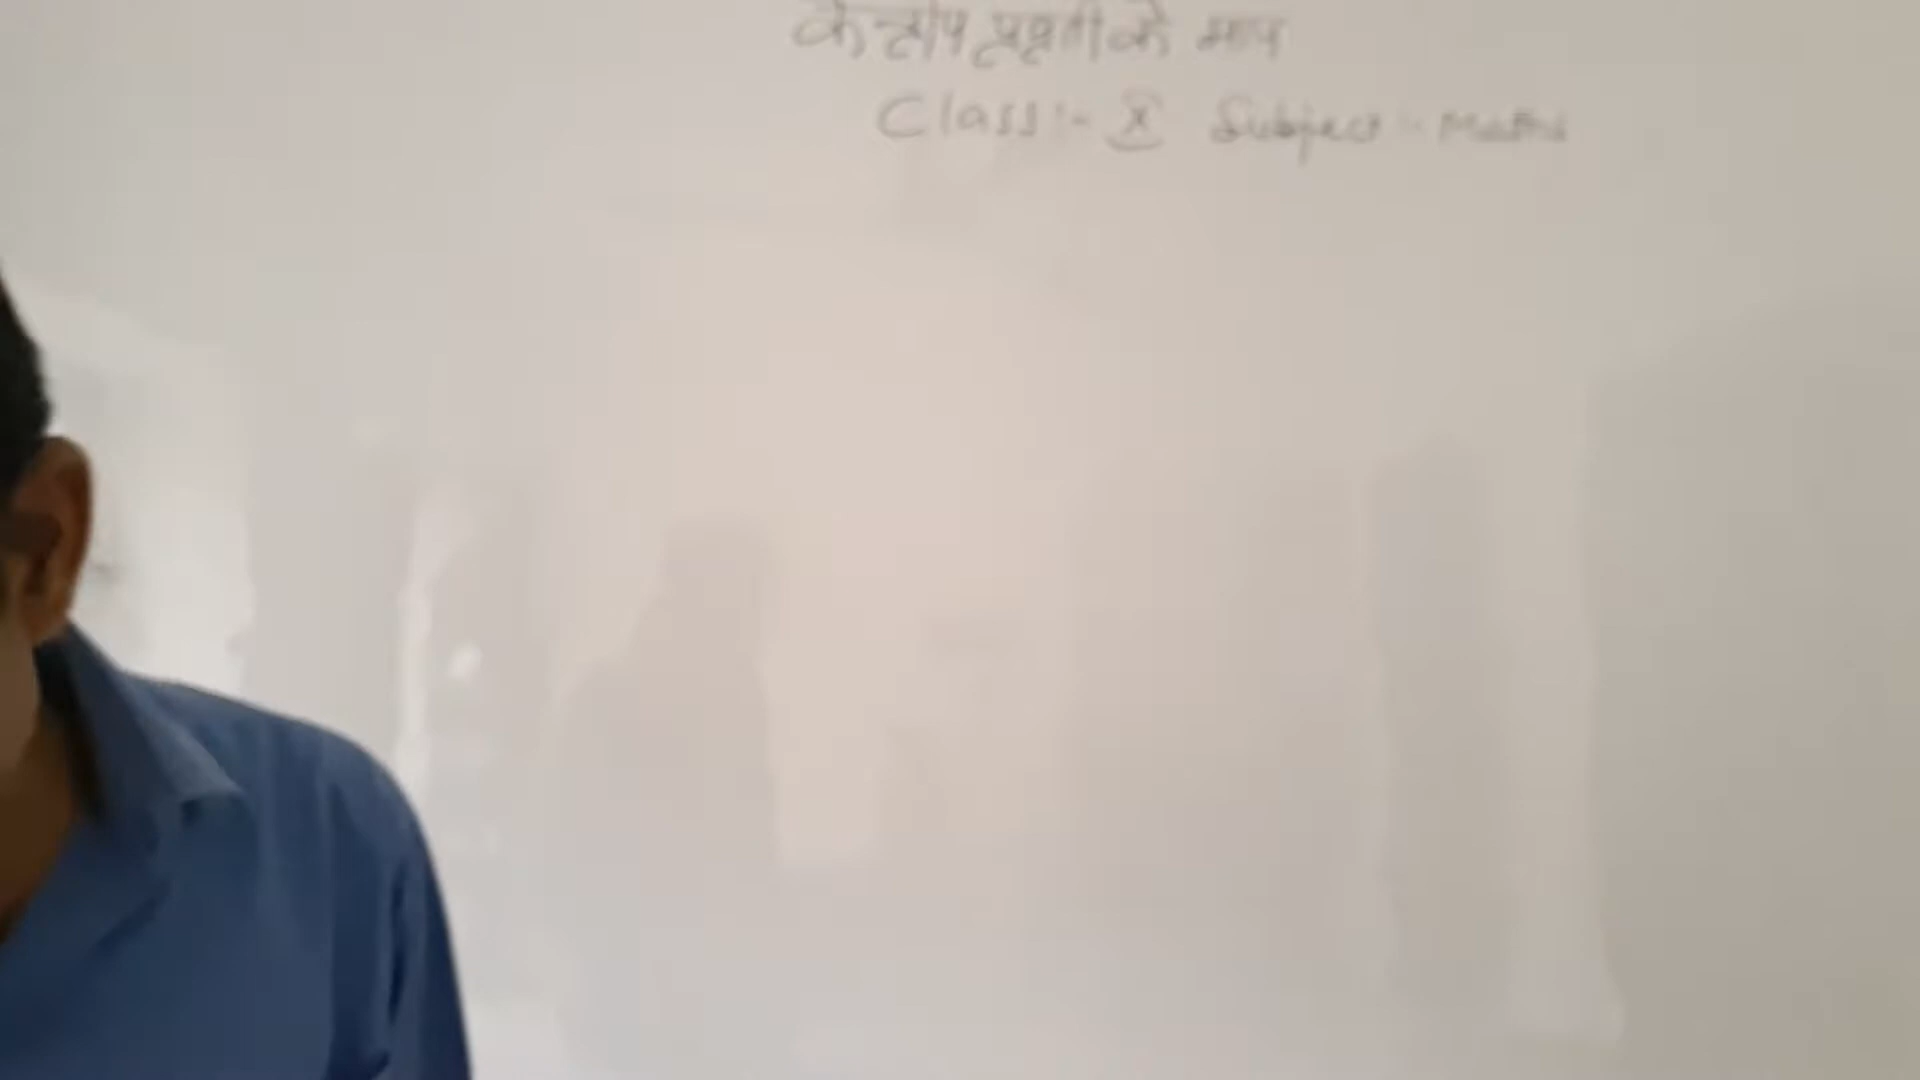 केन्द्रीय प्रवृती के माप
Class:- X Subject:- Maths